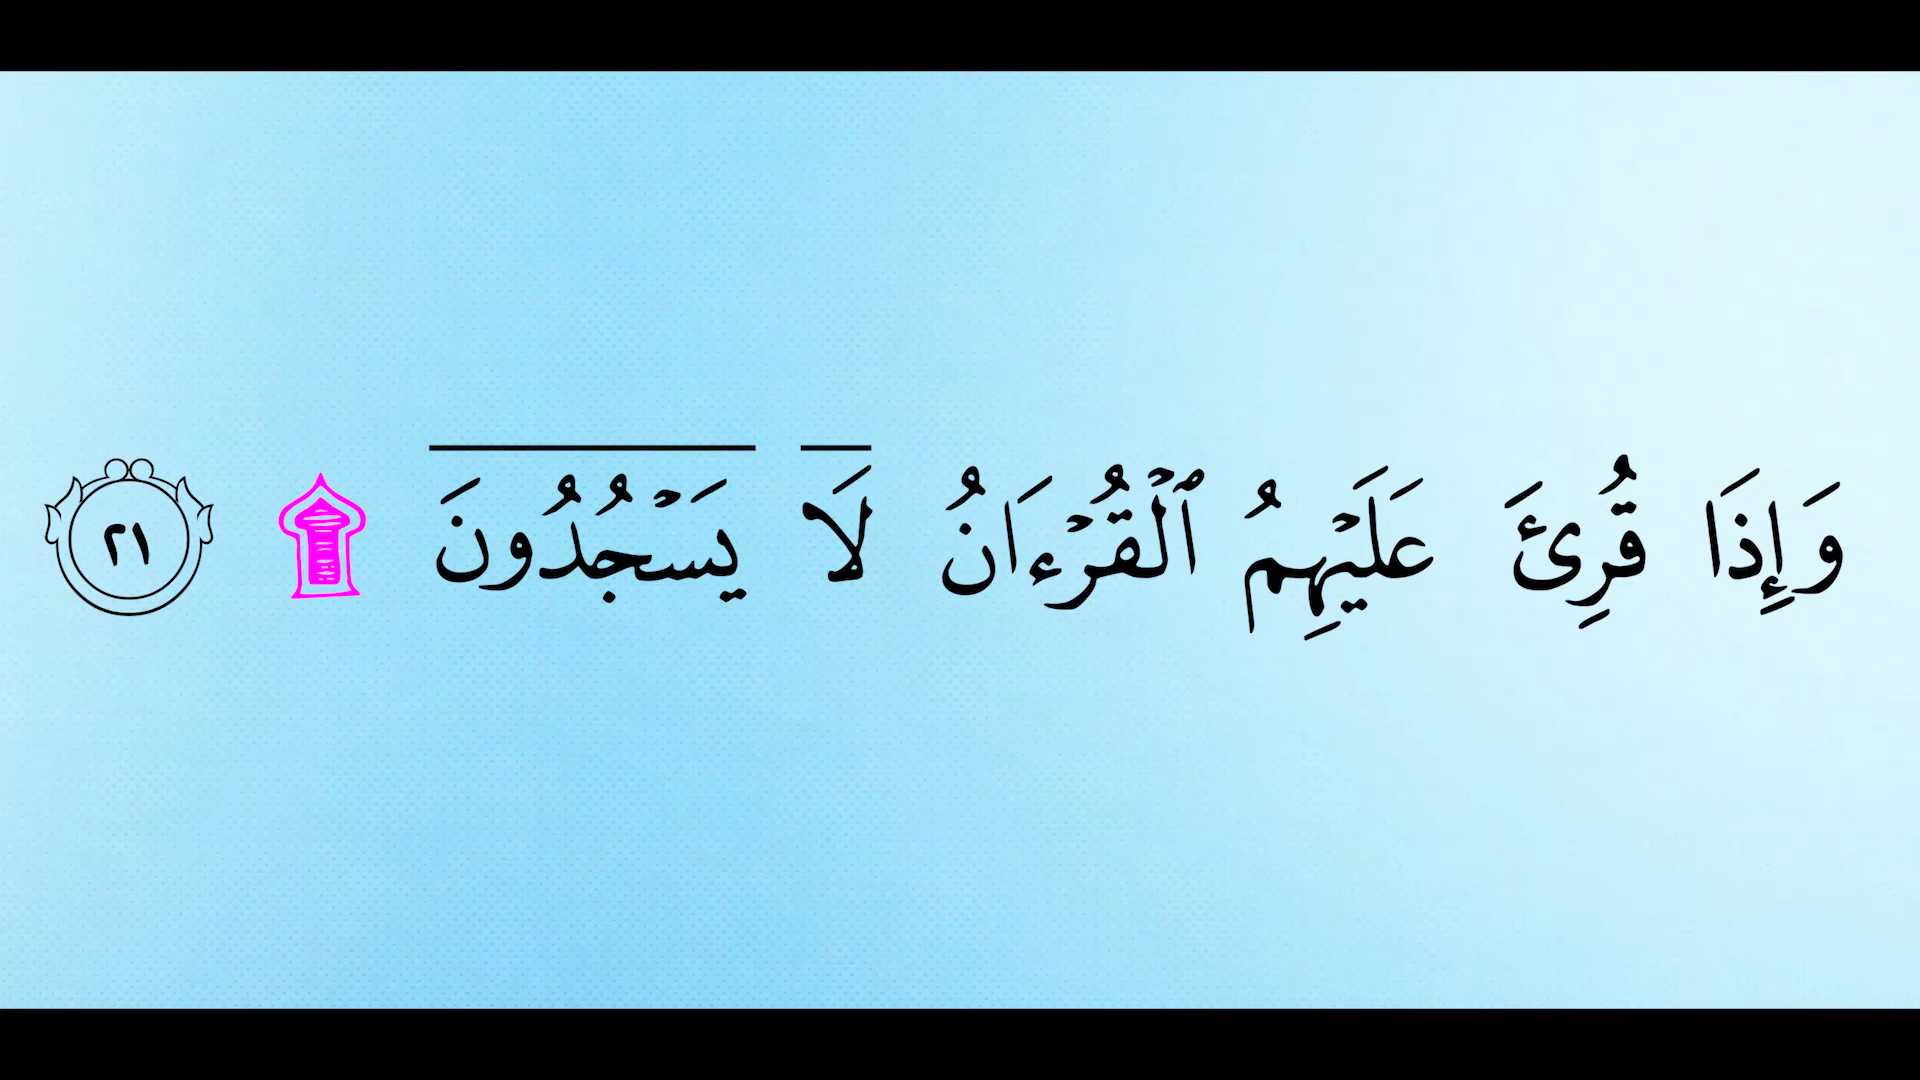 وَإِذَا قُرِئَ عَلَيْهِمُ ٱلْقُرْءَانُ لَا يَسْجُدُونَ ۩ ٢١